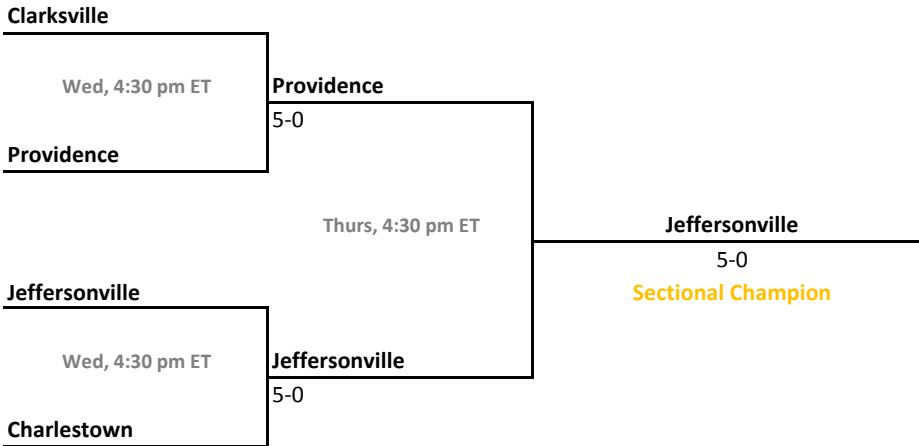 Clarksville
Wed, 4:30 pm ET
Providence
5-0
Providence
Thurs, 4:30 pm ET
Jeffersonville
5-0
Sectional Champion
Jeffersonville
Wed, 4:30 pm ET
Jeffersonville
5-0
Charlestown